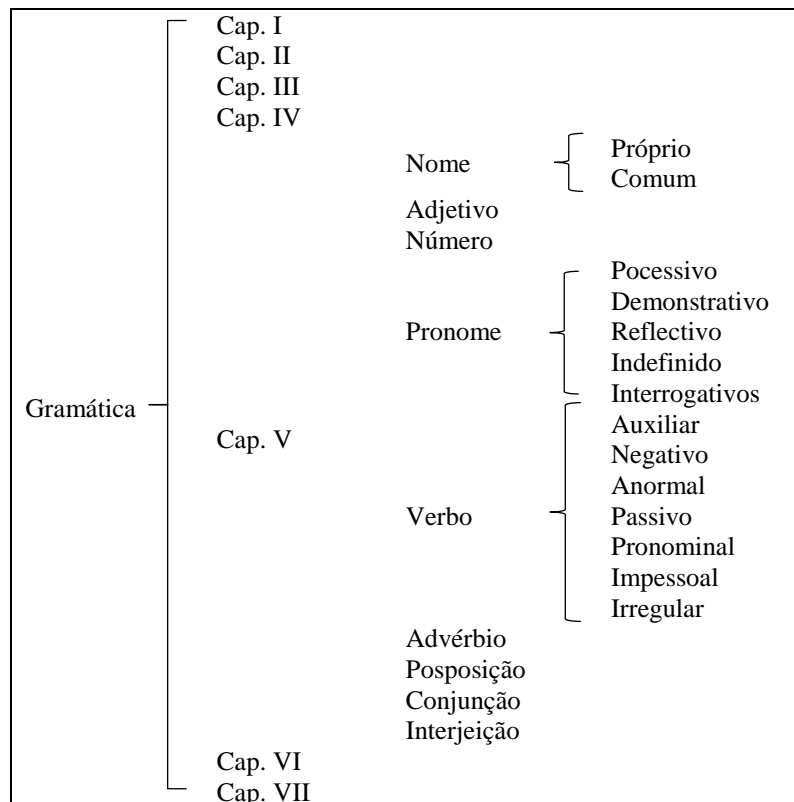 Cap. I
Cap. II
Cap. III
Cap. IV
Nome
Próprio
Comum
Adjetivo
Número
Pronome
Pocessivo
Demonstrativo
Reflectivo
Indefinido
Interrogativos
Gramática
Cap. V
Verbo
Auxiliar
Negativo
Anormal
Passivo
Pronominal
Impessoal
Irregular
Advérbio
Posposição
Conjunção
Interjeição
Cap. VI
Cap. VII